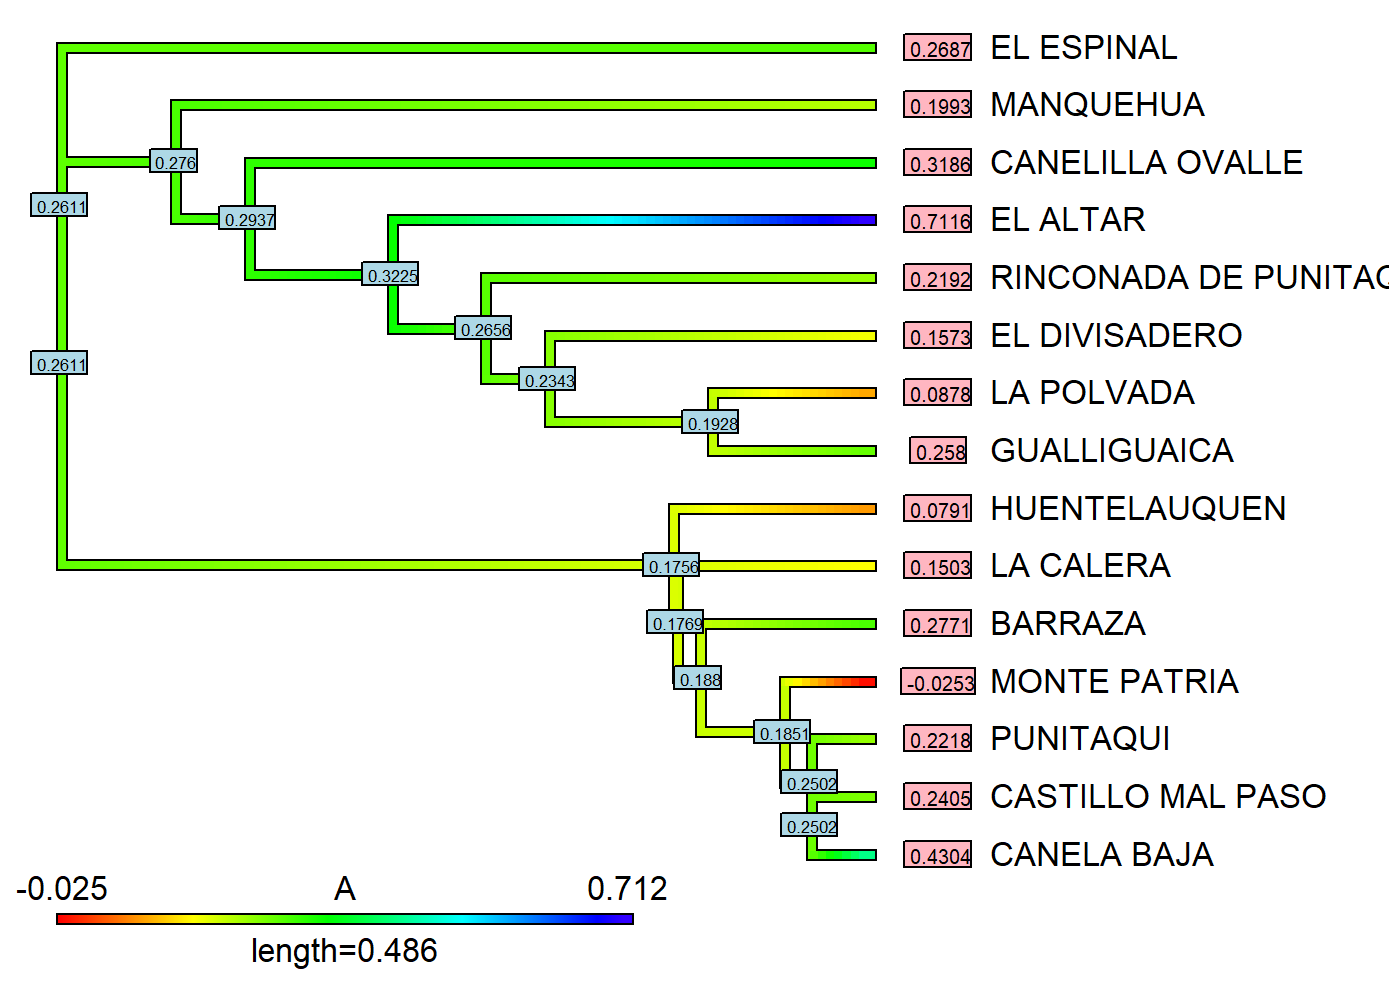 0.2687 EL ESPINAL
0.1993 MANQUEHUA
0.276
0.3186 CANELILLA OVALLE
0.2611
0.2937
0.7116 EL ALTAR
0.3225
0.2192 RINCONADA DE PUNITAQ
0.2656
0.1573 EL DIVISADERO
0.2611
0.2343
0.0878 LA POLVADA
0.1928
0.258 GUALLIGUAICA
0.0791 HUENTELAUQUEN
0.1756
0.1503 LA CALERA
0.1769
0.2771 BARRAZA
0.188
-0.0253 MONTE PATRIA
0.1851
0.2218 PUNITAQUI
0.2502
0.2405 CASTILLO MAL PASO
0.2502
0.4304 CANELA BAJA
-0.025 A 0.712
length=0.486